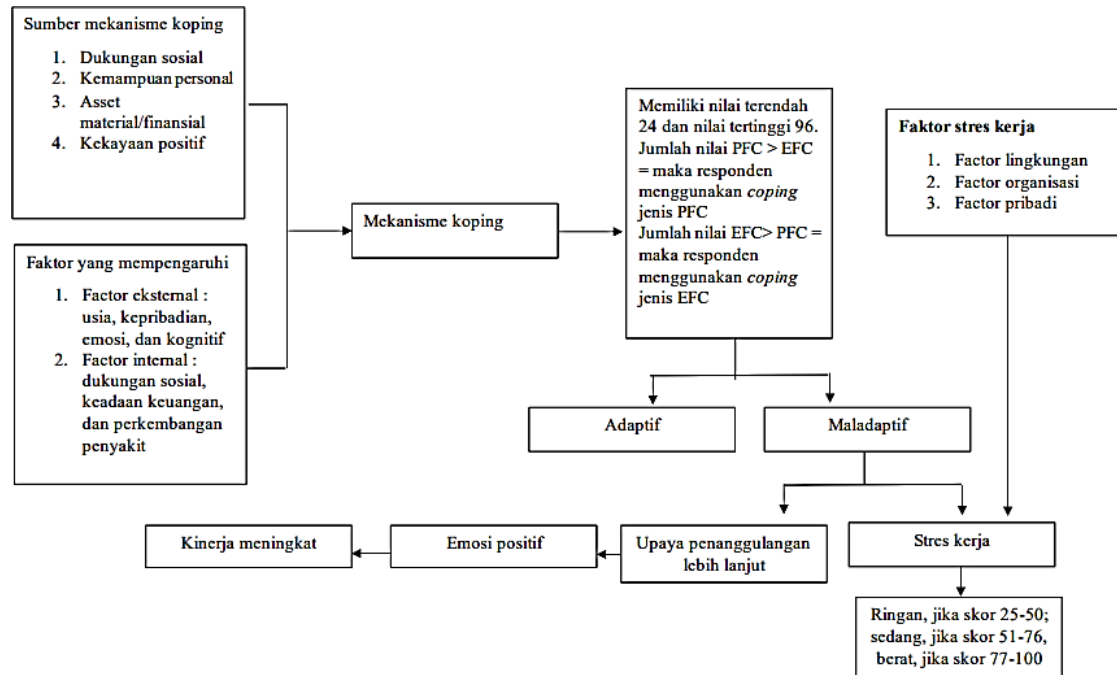 Sumber mekanisme koping
1. Dukungan sosial
2. Kemampuan personal
3. Asset
material/finansial
4. Kekayaan positif
Faktor yang mempengaruhi
1. Factor eksternal :
usia, kepribadian,
emosi, dan kognitif
2. Factor internal :
dukungan sosial,
keadaan keuangan,
dan perkembangan
penyakit
Mekanisme koping
Memiliki nilai terendah
24 dan nilai tertinggi 96.
Jumlah nilai PFC > EFC
= maka responden
menggunakan coping
jenis PFC
Jumlah nilai EFC> PFC =
maka responden
menggunakan coping
jenis EFC
Faktor stres kerja
1. Factor lingkungan
2. Factor organisasi
3. Factor pribadi
Adaptif
Maladaptif
Kinerja meningkat
Emosi positif
Upaya penanggulangan
lebih lanjut
Stres kerja
Ringan, jika skor 25-50;
sedang, jika skor 51-76,
berat, jika skor 77-100